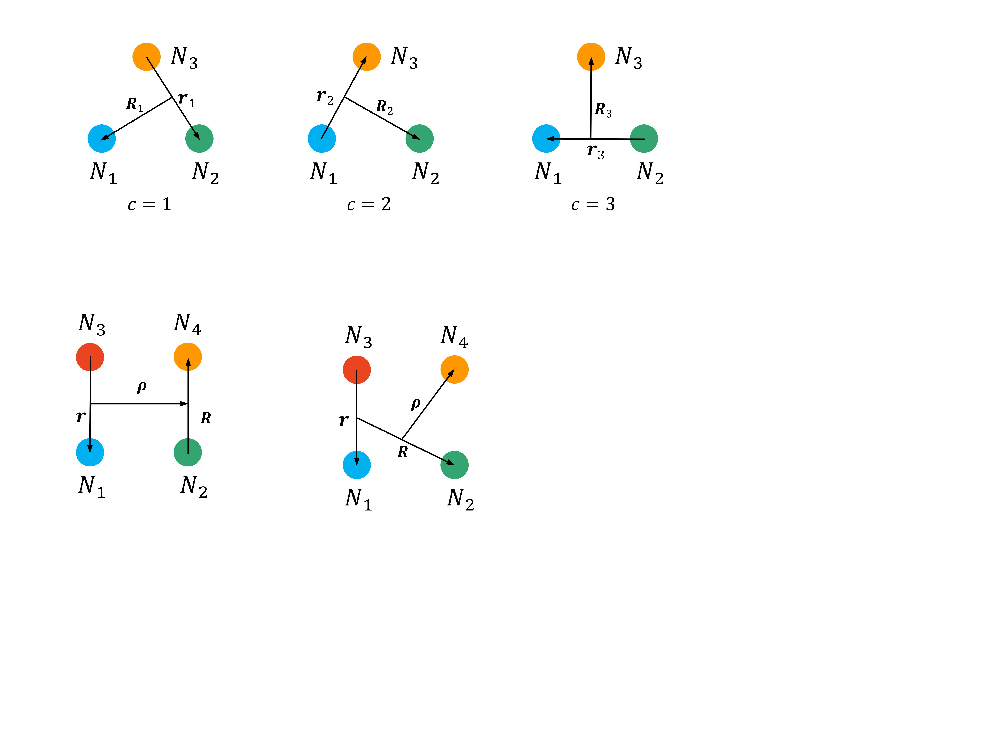 N₃ N₃ N₃
R₁ r₁ r₂ R₂ R₃
r₃
N₁ N₂ N₁ N₂ N₁ N₂
c = 1 c = 2 c = 3
N₃ N₄ N₃ N₄
ρ ρ
r R r
R
N₁ N₂ N₁ N₂